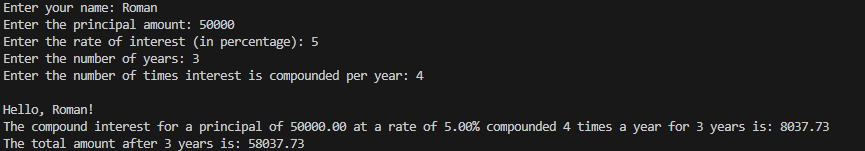 Enter your name: Roman
Enter the principal amount: 50000
Enter the rate of interest (in percentage): 5
Enter the number of years: 3
Enter the number of times interest is compounded per year: 4
Hello, Roman!
The compound interest for a principal of 50000.00 at a rate of 5.00% compounded 4 times a year for 3 years is: 8037.73
The total amount after 3 years is: 58037.73